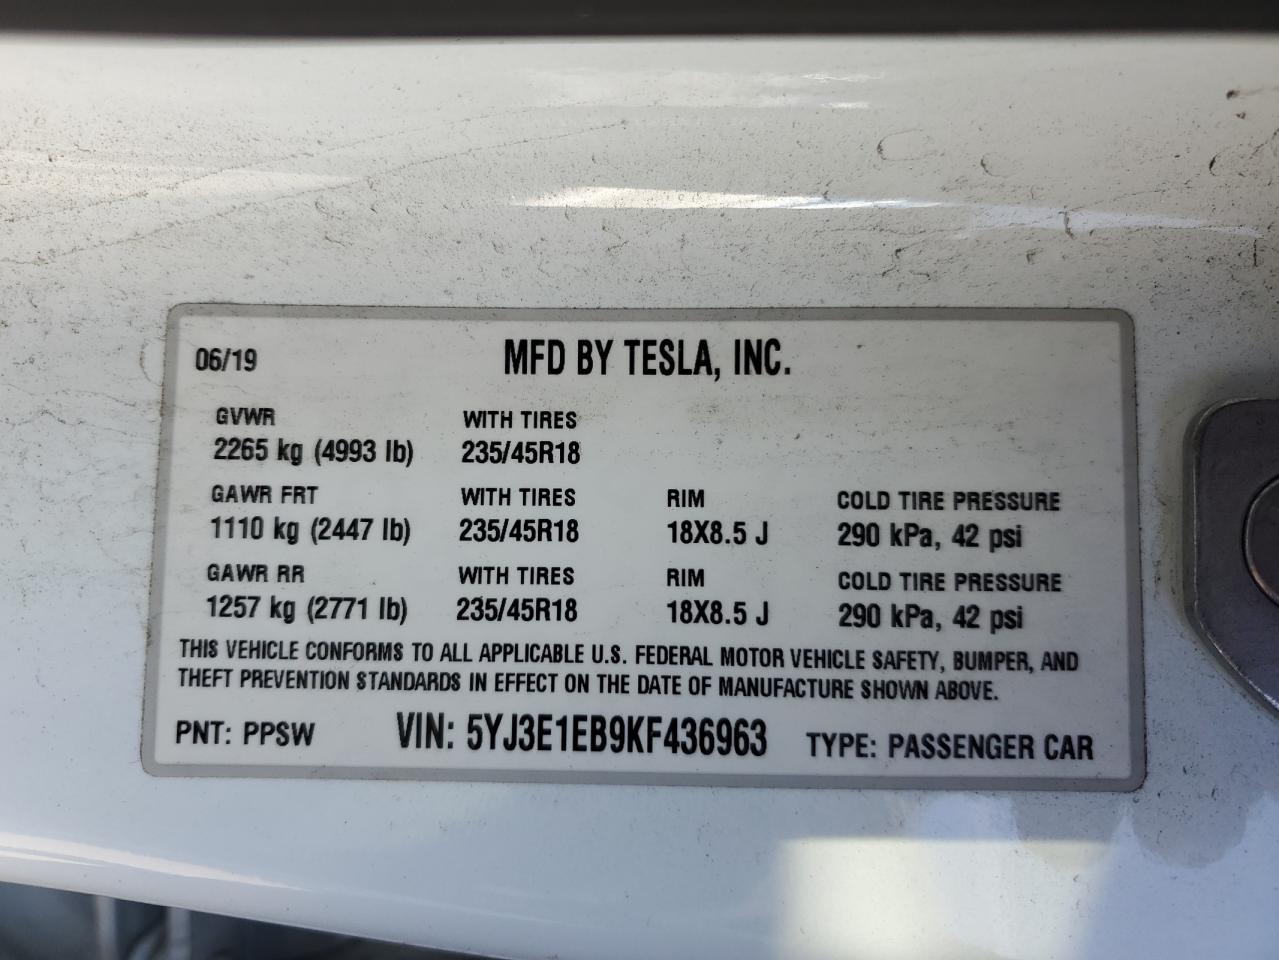 06/19 MFD BY TESLA, INC.
GVWR WITH TIRES
2265 kg (4993 lb) 235/45R18
GAWR FRT WITH TIRES RIM COLD TIRE PRESSURE
1110 kg (2447 lb) 235/45R18 18X8.5 J 290 kPa, 42 psi
GAWR RR WITH TIRES RIM COLD TIRE PRESSURE
1257 kg (2771 lb) 235/45R18 18X8.5 J 290 kPa, 42 psi
THIS VEHICLE CONFORMS TO ALL APPLICABLE U.S. FEDERAL MOTOR VEHICLE SAFETY, BUMPER, AND
THEFT PREVENTION STANDARDS IN EFFECT ON THE DATE OF MANUFACTURE SHOWN ABOVE.
PNT: PPSW VIN: 5YJ3E1EB9KF436963 TYPE: PASSENGER CAR